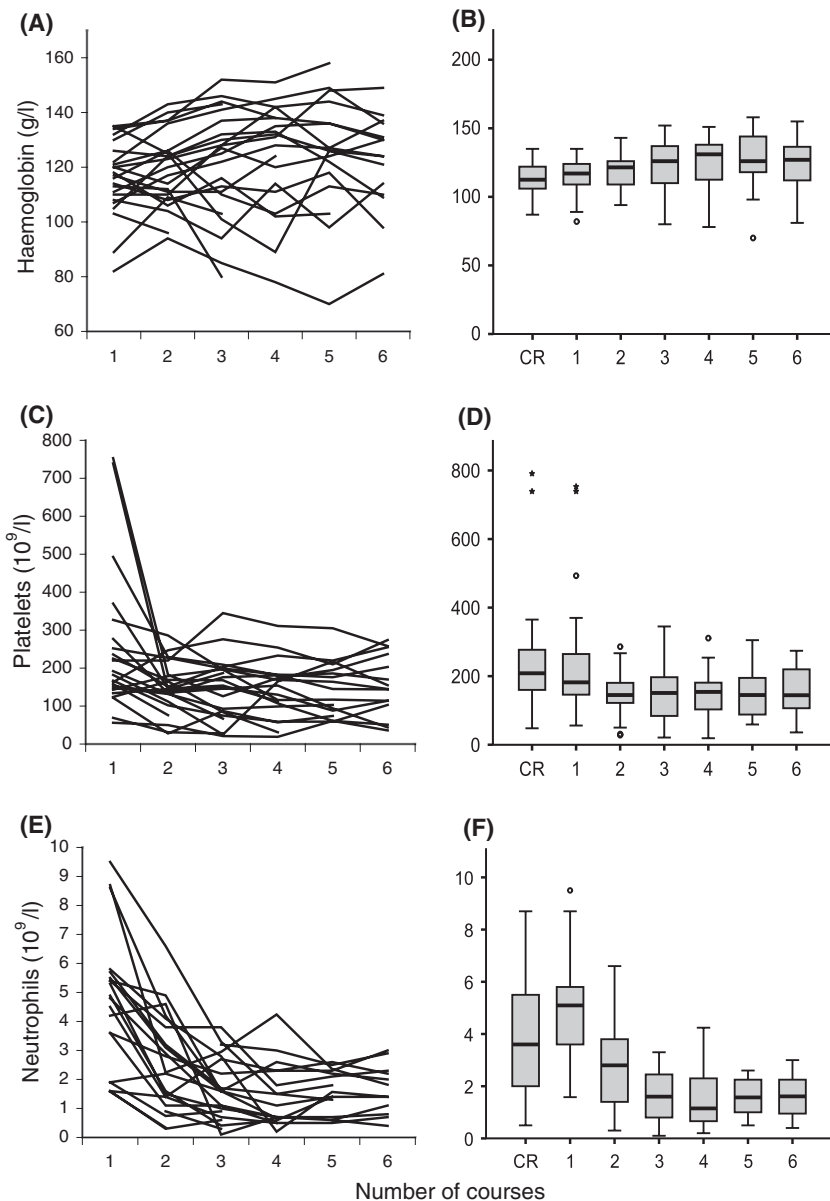 (A)
Haemoglobin (g/l)
160
140
120
100
80
60
1 2 3 4 5 6
(B)
200
150
100
50
0
CR 1 2 3 4 5 6
(C)
Platelets (10^9/l)
800
700
600
500
400
300
200
100
0
1 2 3 4 5 6
(D)
800
600
400
200
0
CR 1 2 3 4 5 6
(E)
Neutrophils (10^9/l)
10
9
8
7
6
5
4
3
2
1
0
1 2 3 4 5 6
(F)
10
8
6
4
2
0
CR 1 2 3 4 5 6
Number of courses